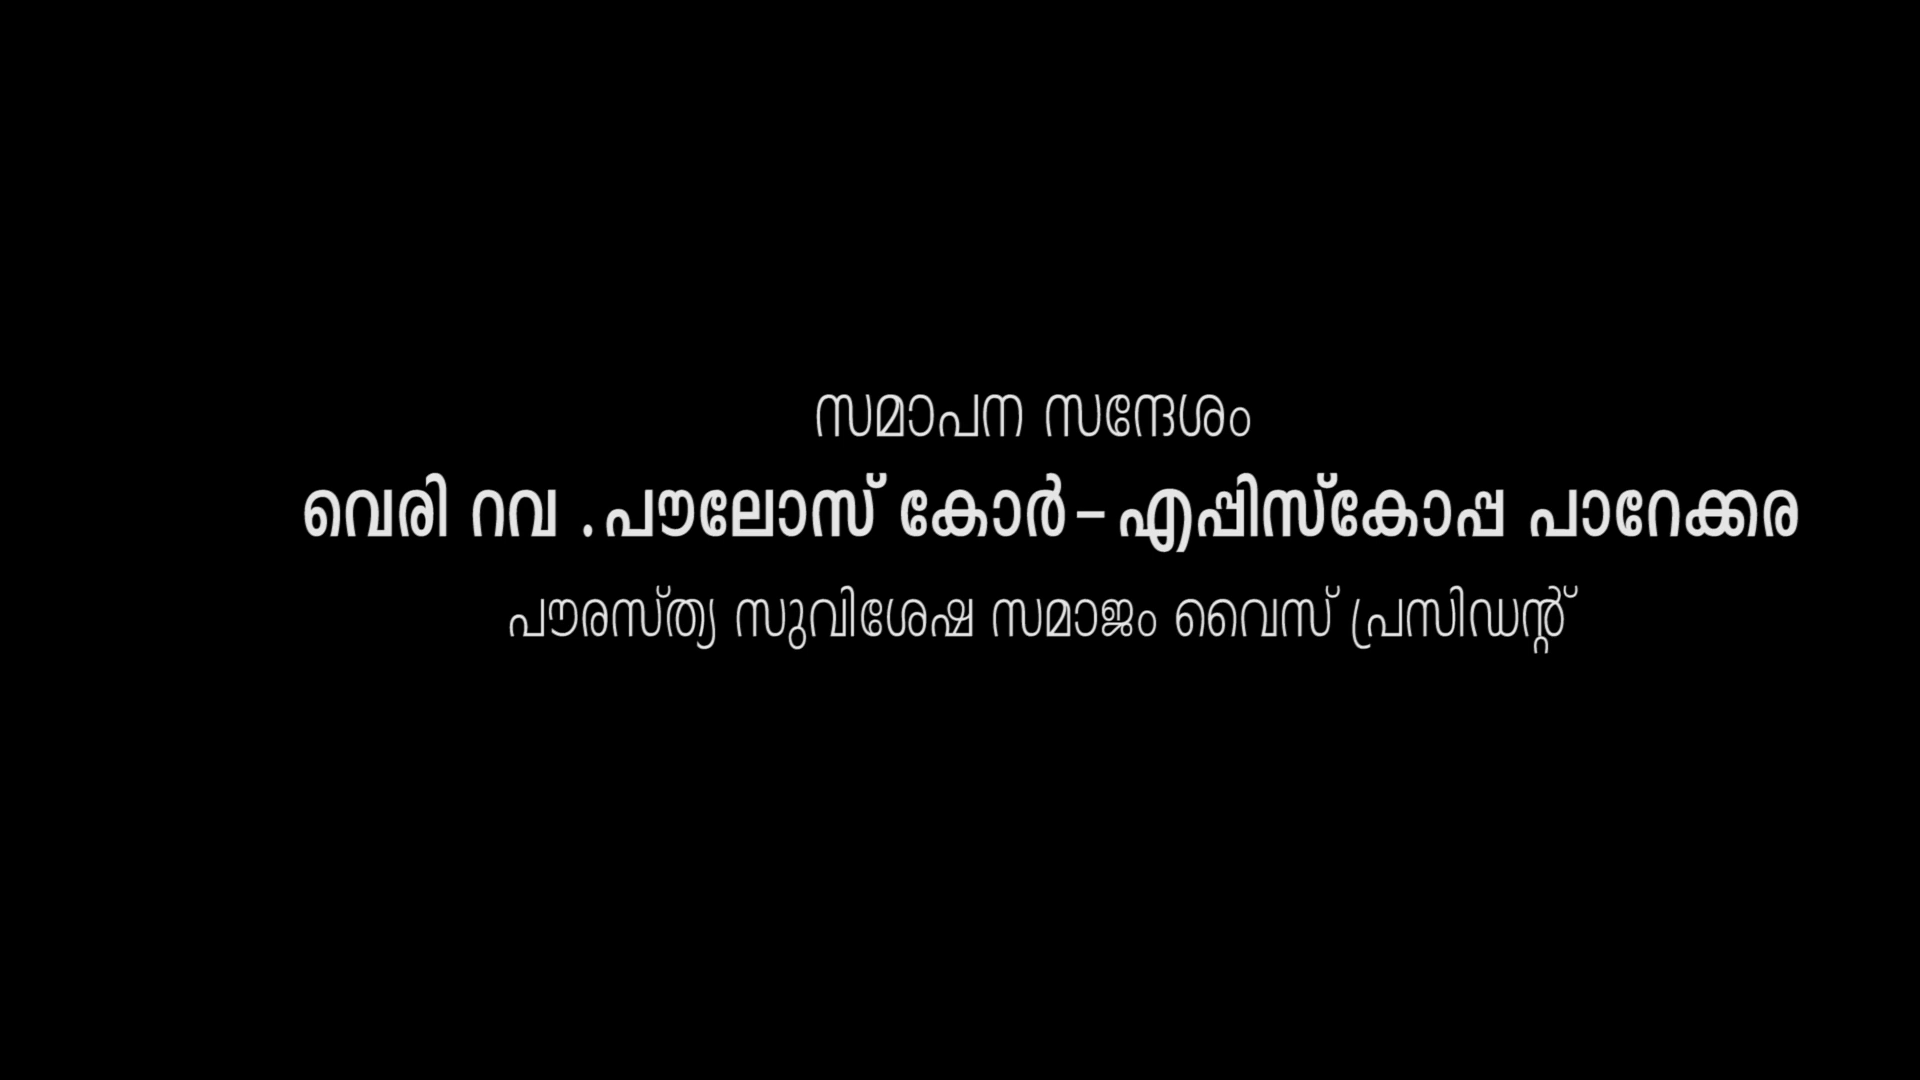 സമാപന സന്ദേശം
വെരി റവ .പൗലോസ് കോർ-എപ്പിസ്കോപ്പ പാറേക്കര
പൗരസ്ത്യ സുവിശേഷ സമാജം വൈസ് പ്രസിഡന്റ്